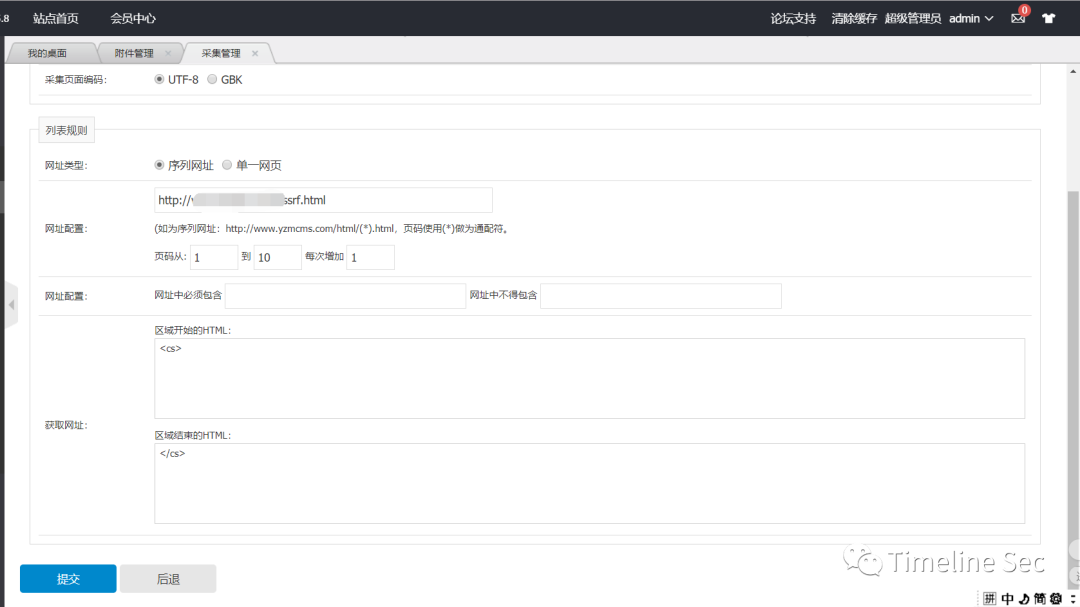 .8 站点首页 会员中心 论坛支持 清除缓存 超级管理员 admin 0
我的桌面 附件管理 × 采集管理 ×
采集页面编码: UTF-8 GBK
列表规则
网址类型: 序列网址 单一网页
http:// ssrf.html
网址配置: (如为序列网址：http://www.yzmcms.com/html/(*).html，页码使用(*)做为通配符。
页码从: 1 到 10 每次增加 1
网址配置: 网址中必须包含 网址中不得包含
区域开始的HTML:
<cs>
获取网址:
区域结束的HTML:
</cs>
Timeline Sec
提交 后退
拼 中 简